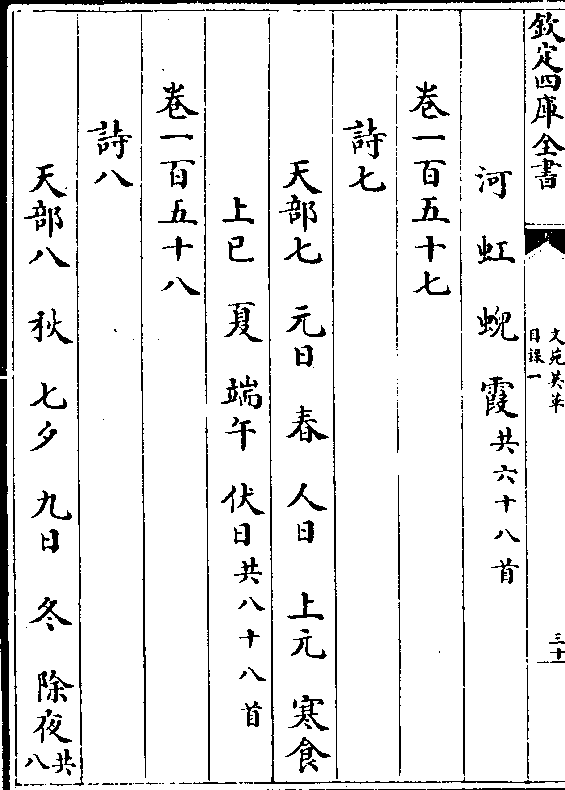 欽定四庫全書
文苑英華
目錄一
三十
河 虹 蜺 霞共六十八首
卷一百五十七
詩七
天部七 元日 春 人日 上元 寒食
上巳 夏 端午 伏日共八十八首
卷一百五十八
詩八
天部八 秋 七夕 九日 冬 除夜共八